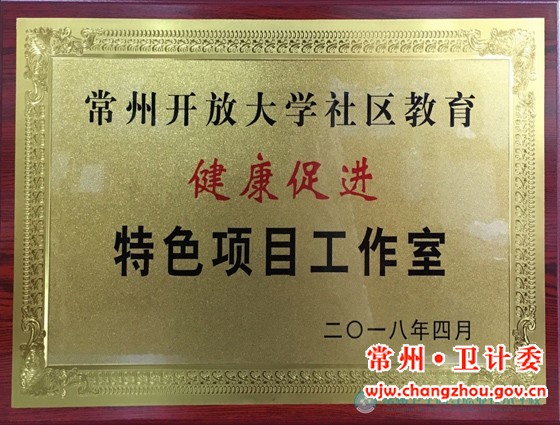 常州开放大学社区教育
健康促进
特色项目工作室
二〇一八年四月
常州·卫计委
wjw.changzhou.gov.cn